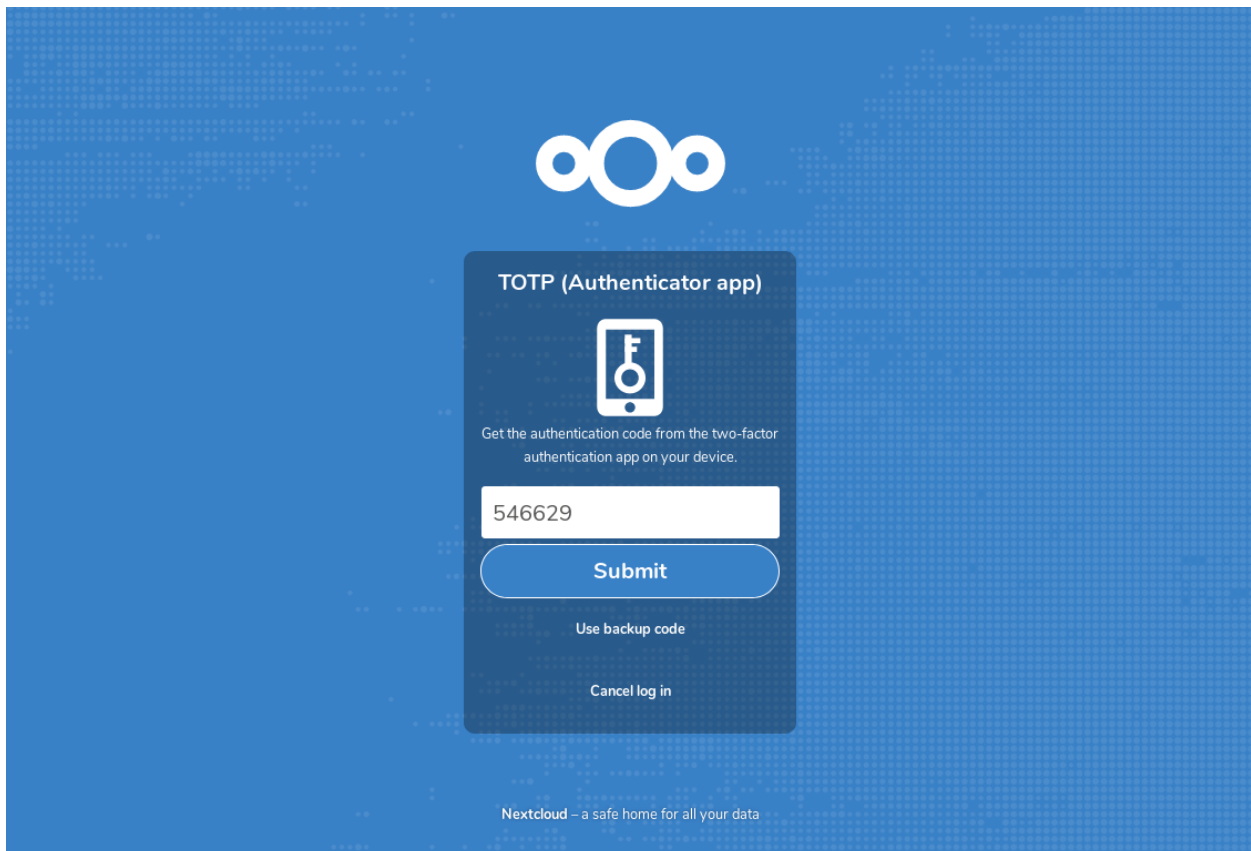 TOTP (Authenticator app)
Get the authentication code from the two-factor
authentication app on your device.
546629
Submit
Use backup code
Cancel log in
Nextcloud – a safe home for all your data